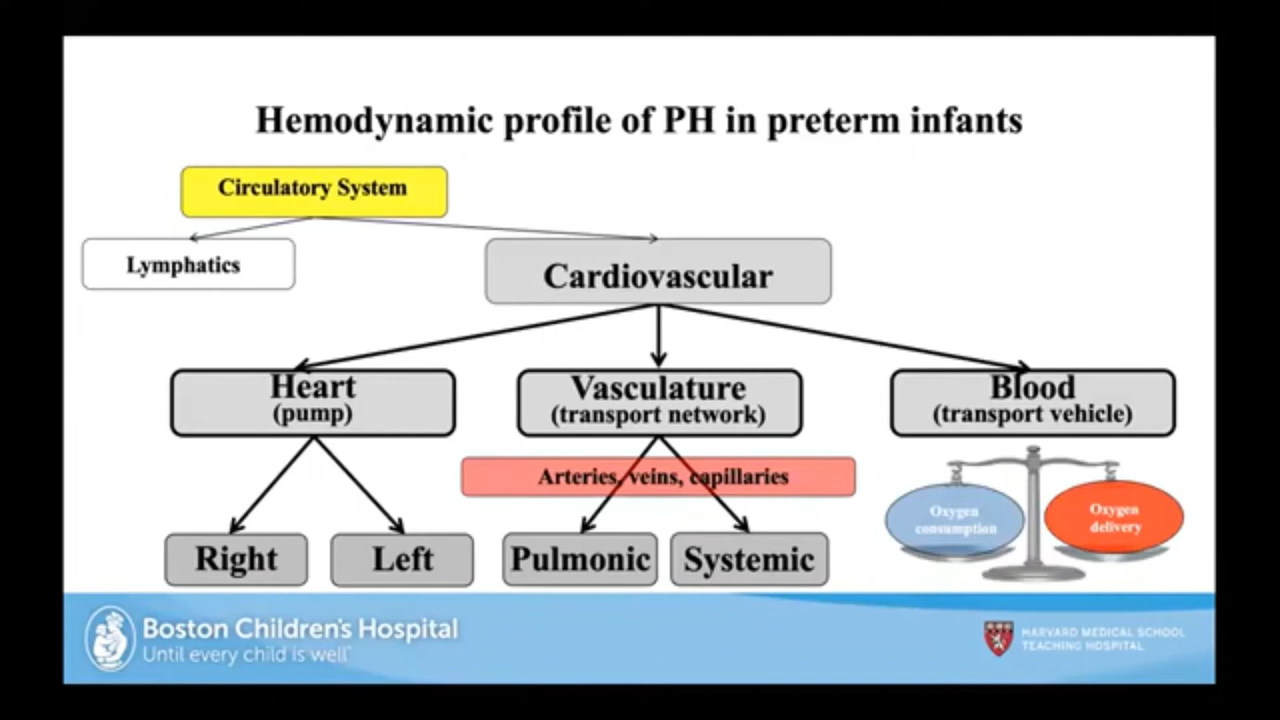 Hemodynamic profile of PH in preterm infants
Circulatory System
Lymphatics
Cardiovascular
Heart
(pump)
Vasculature
(transport network)
Blood
(transport vehicle)
Arteries, veins, capillaries
Oxygen
consumption
Oxygen
delivery
Right
Left
Pulmonic
Systemic
Boston Children's Hospital
Until every child is well™
HARVARD MEDICAL SCHOOL
TEACHING HOSPITAL